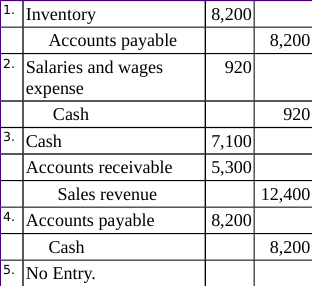 1. Inventory 8,200
Accounts payable 8,200
2. Salaries and wages 920
expense
Cash 920
3. Cash 7,100
Accounts receivable 5,300
Sales revenue 12,400
4. Accounts payable 8,200
Cash 8,200
5. No Entry.